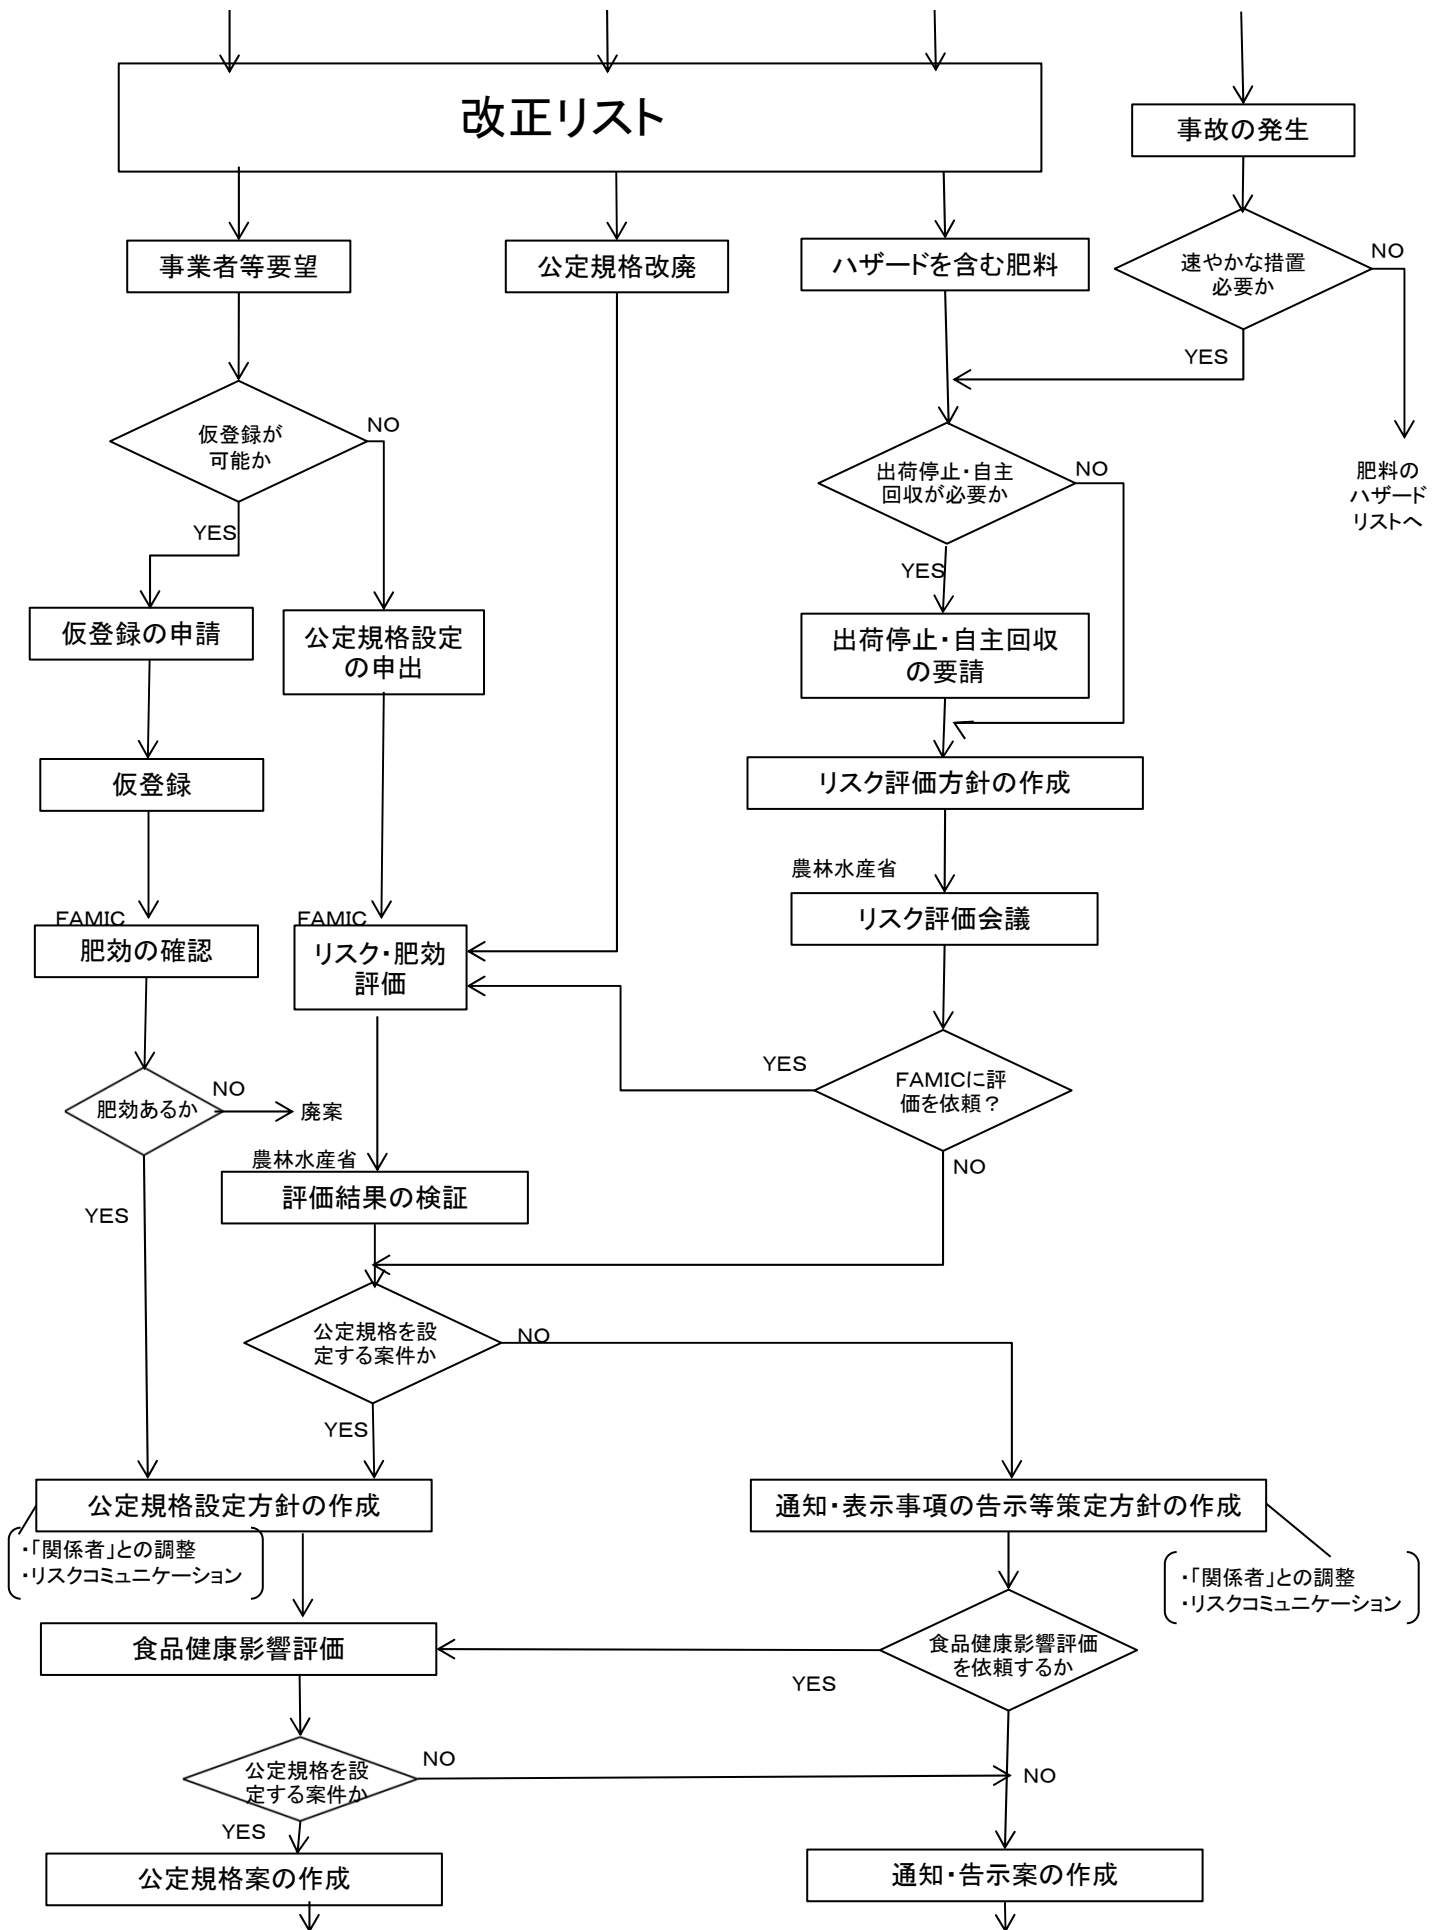 改正リスト
事故の発生
事業者等要望
公定規格改廃
ハザードを含む肥料
速やかな措置
必要か
NO
YES
仮登録が
可能か
NO
YES
出荷停止・自主
回収が必要か
NO
YES
肥料の
ハザード
リストへ
仮登録の申請
公定規格設定
の申出
出荷停止・自主回収
の要請
仮登録
リスク評価方針の作成
農林水産省
リスク評価会議
FAMIC
肥効の確認
FAMIC
リスク・肥効
評価
FAMICに評
価を依頼？
YES
NO
肥効あるか
NO
廃案
YES
農林水産省
評価結果の検証
公定規格を設
定する案件か
NO
YES
公定規格設定方針の作成
・「関係者」との調整
・リスクコミュニケーション
通知・表示事項の告示等策定方針の作成
・「関係者」との調整
・リスクコミュニケーション
食品健康影響評価
食品健康影響評価
を依頼するか
YES
NO
公定規格を設
定する案件か
NO
YES
公定規格案の作成
通知・告示案の作成